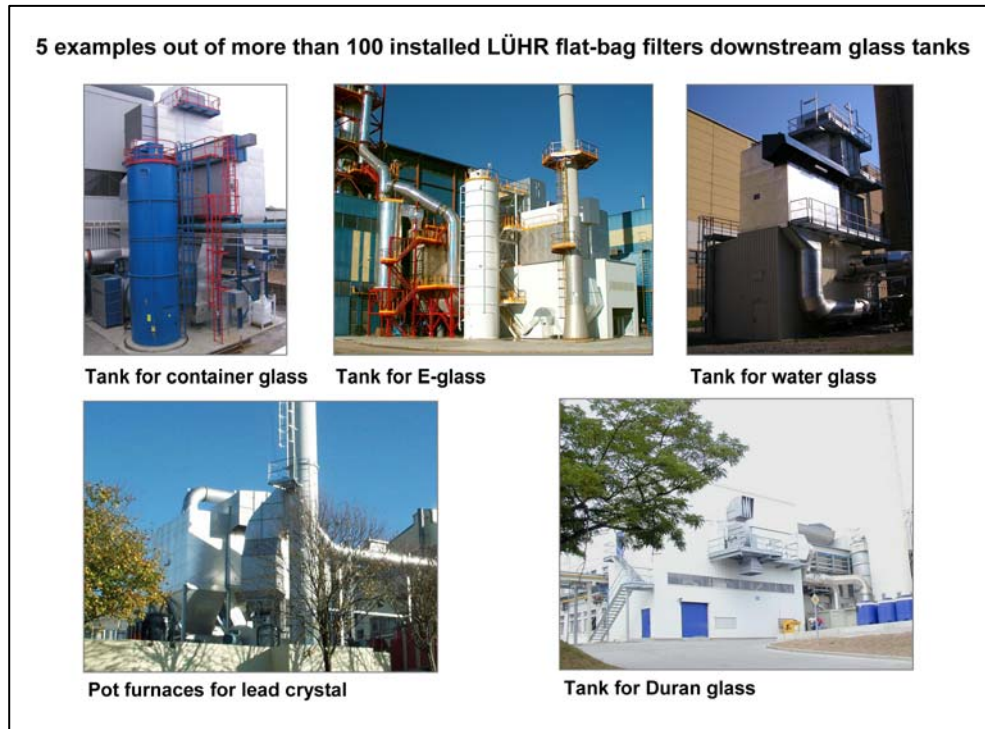 5 examples out of more than 100 installed LÜHR flat-bag filters downstream glass tanks
Tank for container glass
Tank for E-glass
Tank for water glass
Pot furnaces for lead crystal
Tank for Duran glass